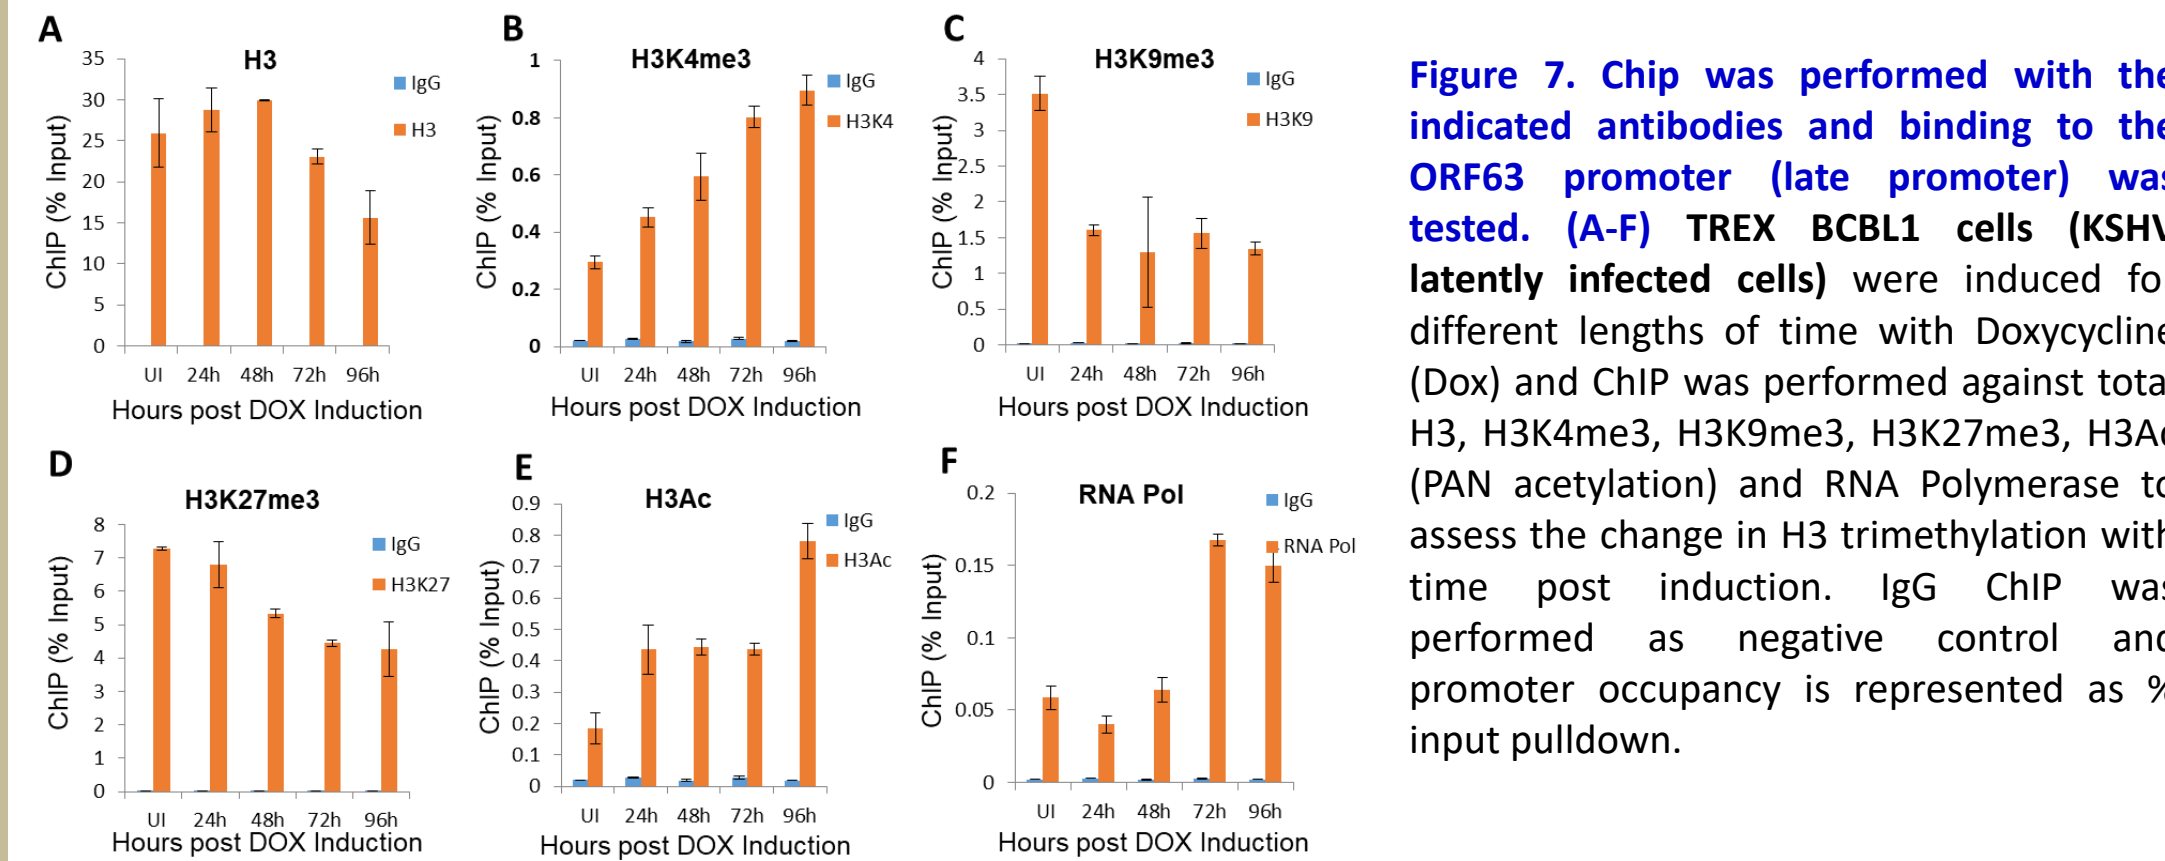 A
H3
35
30
25
20
15
10
5
0
ChIP (% Input)
IgG
H3
UI 24h 48h 72h 96h
Hours post DOX Induction
B
H3K4me3
1
0.8
0.6
0.4
0.2
0
ChIP (% Input)
IgG
H3K4
UI 24h 48h 72h 96h
Hours post DOX Induction
C
H3K9me3
4
3.5
3
2.5
2
1.5
1
0.5
0
ChIP (% Input)
IgG
H3K9
UI 24h 48h 72h 96h
Hours post DOX Induction
D
H3K27me3
8
7
6
5
4
3
2
1
0
ChIP (% Input)
IgG
H3K27
UI 24h 48h 72h 96h
Hours post DOX Induction
E
H3Ac
0.9
0.8
0.7
0.6
0.5
0.4
0.3
0.2
0.1
0
ChIP (% Input)
IgG
H3Ac
UI 24h 48h 72h 96h
Hours post DOX Induction
F
RNA Pol
0.2
0.15
0.1
0.05
0
ChIP (% Input)
IgG
RNA Pol
UI 24h 48h 72h 96h
Hours post DOX Induction
Figure 7. Chip was performed with the
indicated antibodies and binding to the
ORF63 promoter (late promoter) was
tested. (A-F) TREX BCBL1 cells (KSHV
latently infected cells) were induced fo
different lengths of time with Doxycycline
(Dox) and ChIP was performed against tota
H3, H3K4me3, H3K9me3, H3K27me3, H3Ac
(PAN acetylation) and RNA Polymerase to
assess the change in H3 trimethylation with
time post induction. IgG ChIP was
performed as negative control and
promoter occupancy is represented as %
input pulldown.